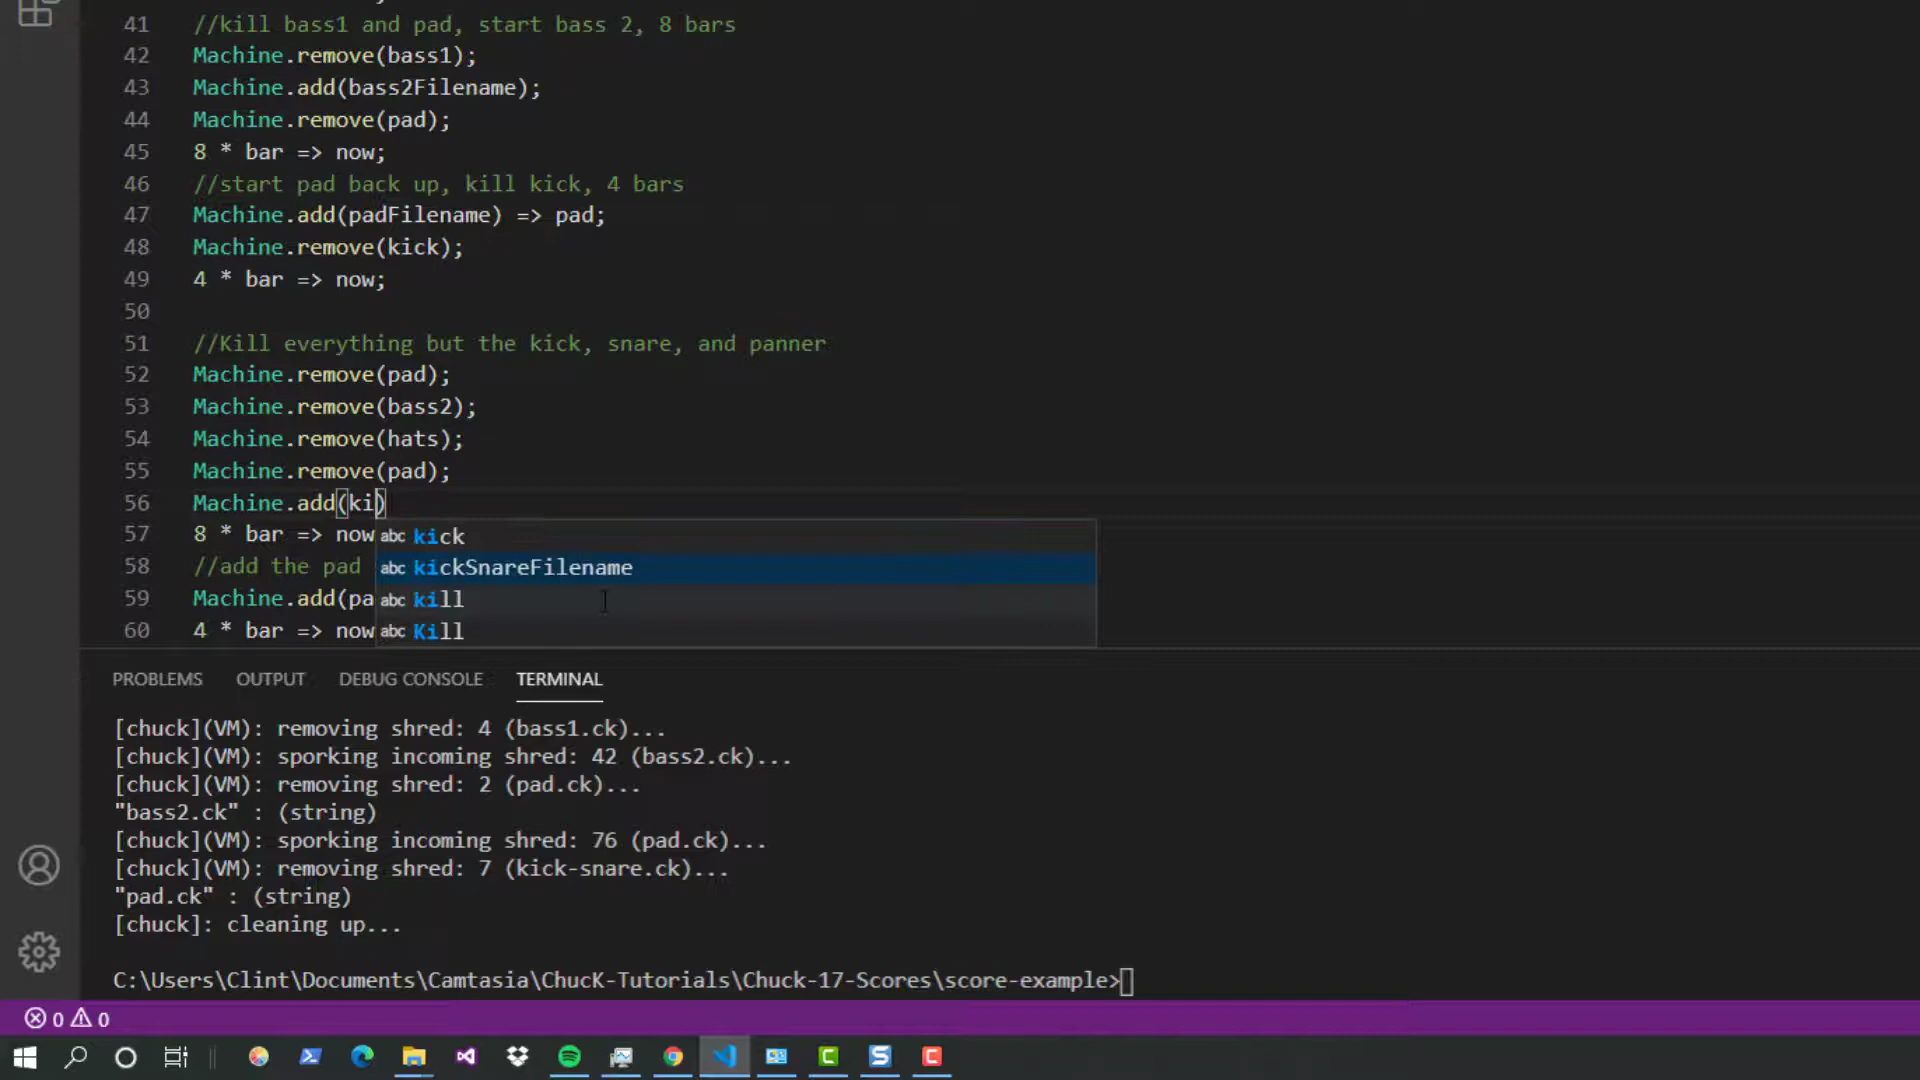 41 //kill bass1 and pad, start bass 2, 8 bars
42 Machine.remove(bass1);
43 Machine.add(bass2Filename);
44 Machine.remove(pad);
45 8 * bar => now;
46 //start pad back up, kill kick, 4 bars
47 Machine.add(padFilename) => pad;
48 Machine.remove(kick);
49 4 * bar => now;
50
51 //Kill everything but the kick, snare, and panner
52 Machine.remove(pad);
53 Machine.remove(bass2);
54 Machine.remove(hats);
55 Machine.remove(pad);
56 Machine.add(ki)
57 8 * bar => now abc kick
58 //add the pad abc kickSnareFilename
59 Machine.add(pa abc kill
60 4 * bar => now abc Kill
PROBLEMS OUTPUT DEBUG CONSOLE TERMINAL
[chuck](VM): removing shred: 4 (bass1.ck)...
[chuck](VM): sporking incoming shred: 42 (bass2.ck)...
[chuck](VM): removing shred: 2 (pad.ck)...
"bass2.ck" : (string)
[chuck](VM): sporking incoming shred: 76 (pad.ck)...
[chuck](VM): removing shred: 7 (kick-snare.ck)...
"pad.ck" : (string)
[chuck]: cleaning up...
C:\Users\Clint\Documents\Camtasia\ChucK-Tutorials\Chuck-17-Scores\score-example>
0 0